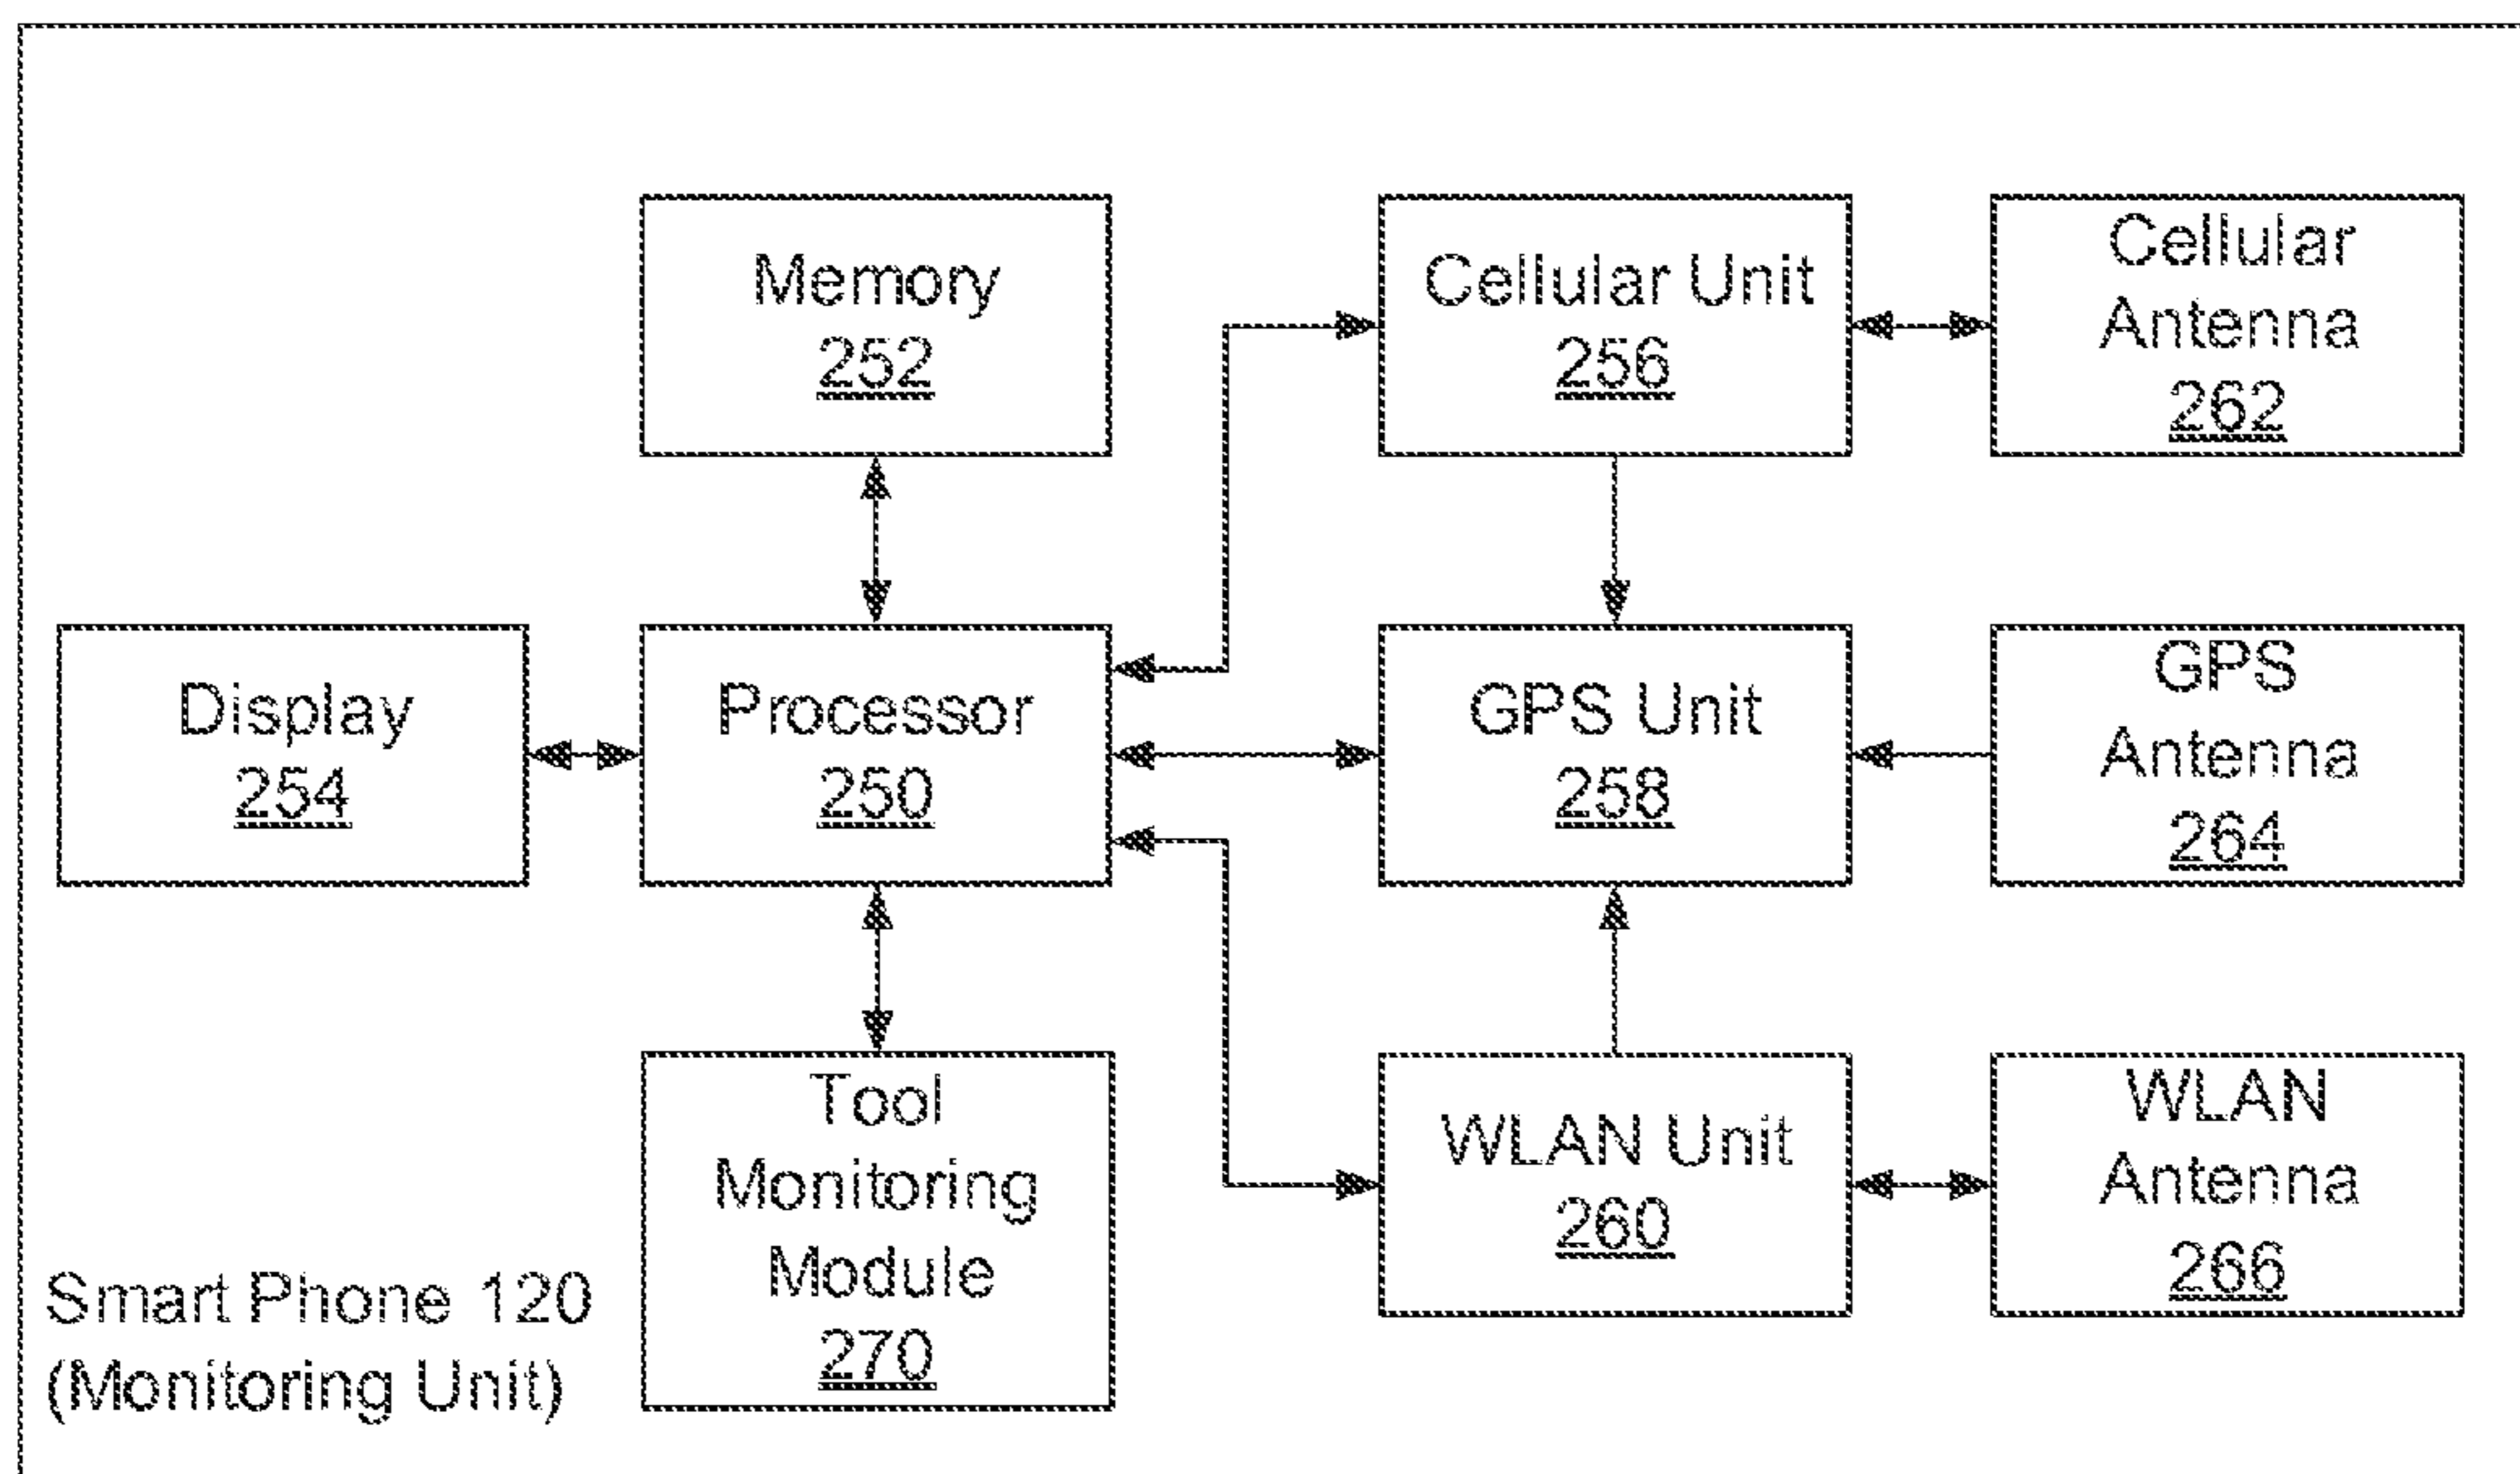 Memory
252
Cellular Unit
256
Cellular
Antenna
262
Display
254
Processor
250
GPS Unit
258
GPS
Antenna
264
Tool
Monitoring
Module
270
WLAN Unit
260
WLAN
Antenna
266
Smart Phone 120
(Monitoring Unit)